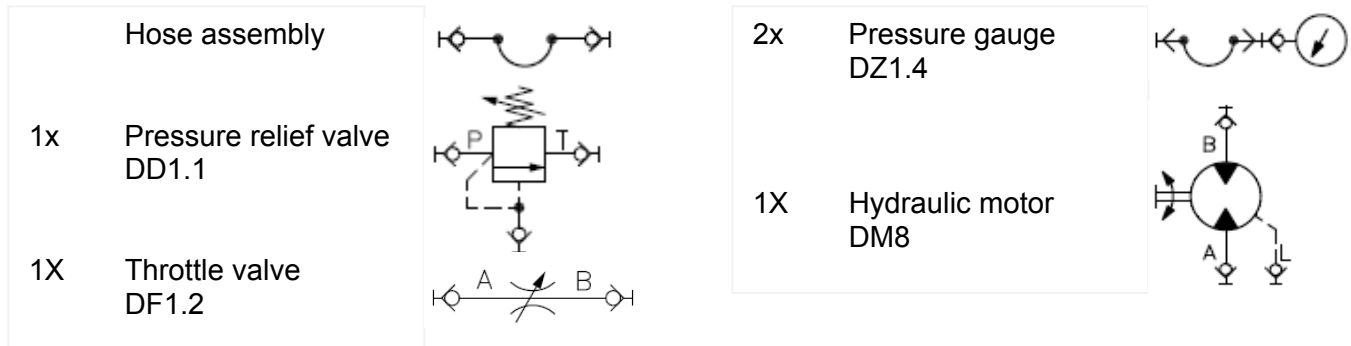 Hose assembly
1x Pressure relief valve
DD1.1
P T
1X Throttle valve
DF1.2
A B
2x Pressure gauge
DZ1.4
B
1X Hydraulic motor
DM8
A L